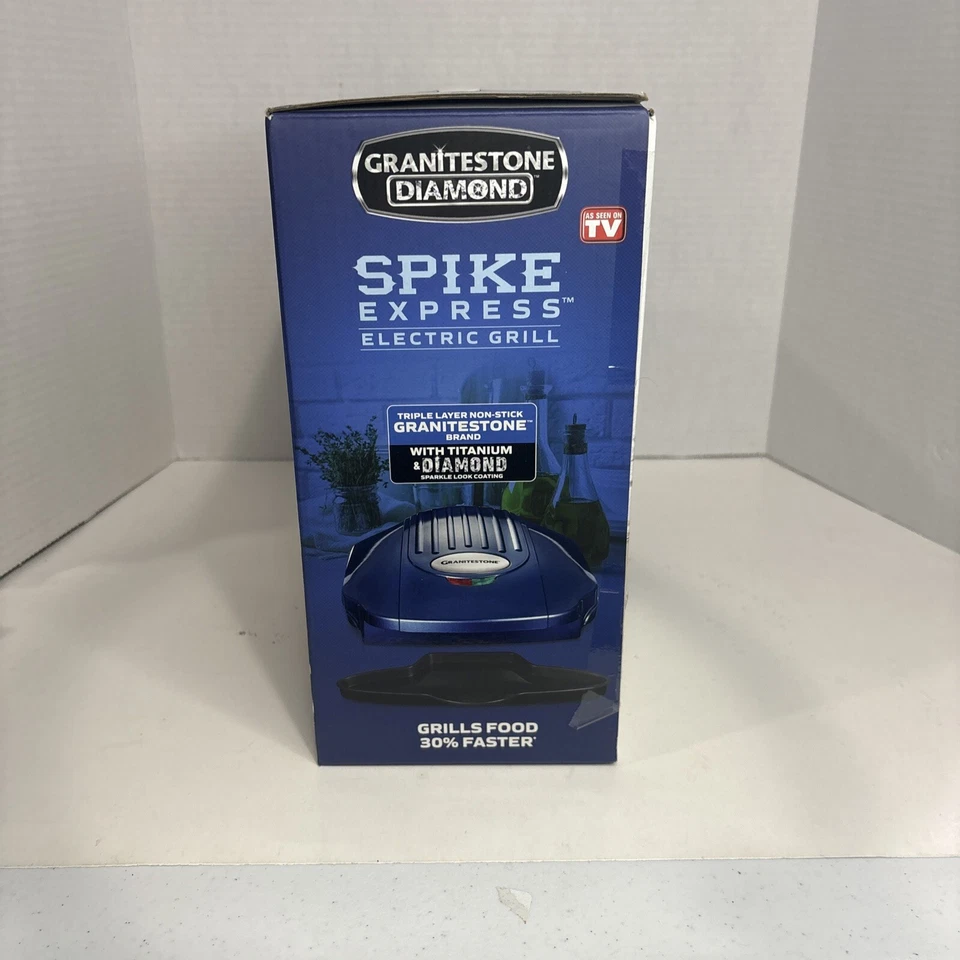 GRANITESTONE
DIAMOND™
AS SEEN ON
TV
SPIKE
EXPRESS™
ELECTRIC GRILL
TRIPLE LAYER NON-STICK
GRANITESTONE™
BRAND
WITH TITANIUM
& DIAMOND
SPARKLE LOOK COATING
GRANITESTONE
GRILLS FOOD
30% FASTER*